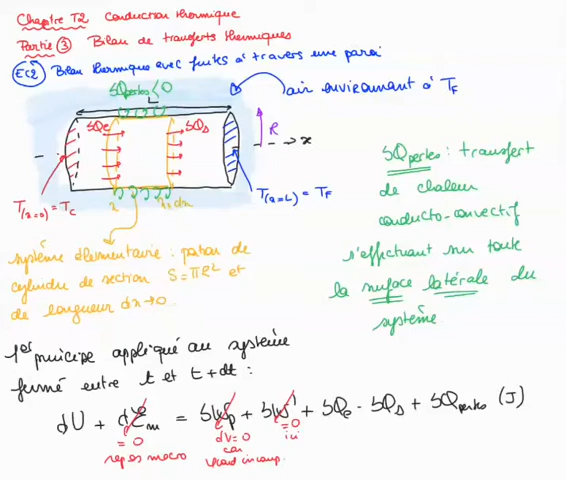 Chapitre T2 Conduction thermique
Partie ③ Bilan de transferts thermiques
EC2 Bilan thermique avec fuites à travers une paroi
δQpertes < 0
air environnant à TF
L
δQe
δQs
R
x
T(x=0) = Tc
x
x+dx
T(x=L) = TF
δQpertes : transfert
de chaleur
conducto-convectif
s'effectuant sur toute
la surface latérale du
système
système élémentaire : portion de
cylindre de section S = πR² et
de longueur dx → 0.
1er principe appliqué au système
fermé entre t et t + dt :
dU + dEm = δWp + δW' + δQe - δQs + δQpertes (J)
= 0
repos macro
dV = 0
car
solide incomp.
= 0
ici